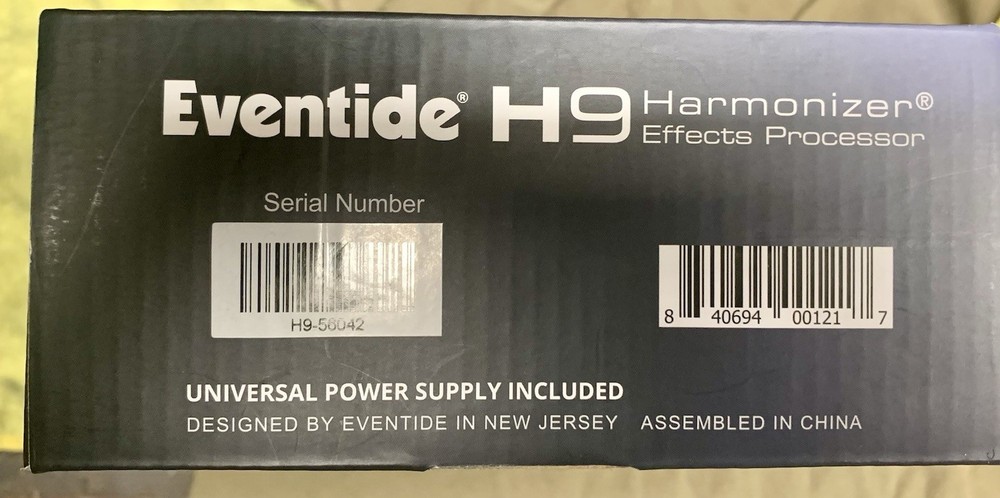 Eventide® H9 Harmonizer®
Effects Processor
Serial Number
H9-56042
8 40694 00121 7
UNIVERSAL POWER SUPPLY INCLUDED
DESIGNED BY EVENTIDE IN NEW JERSEY ASSEMBLED IN CHINA